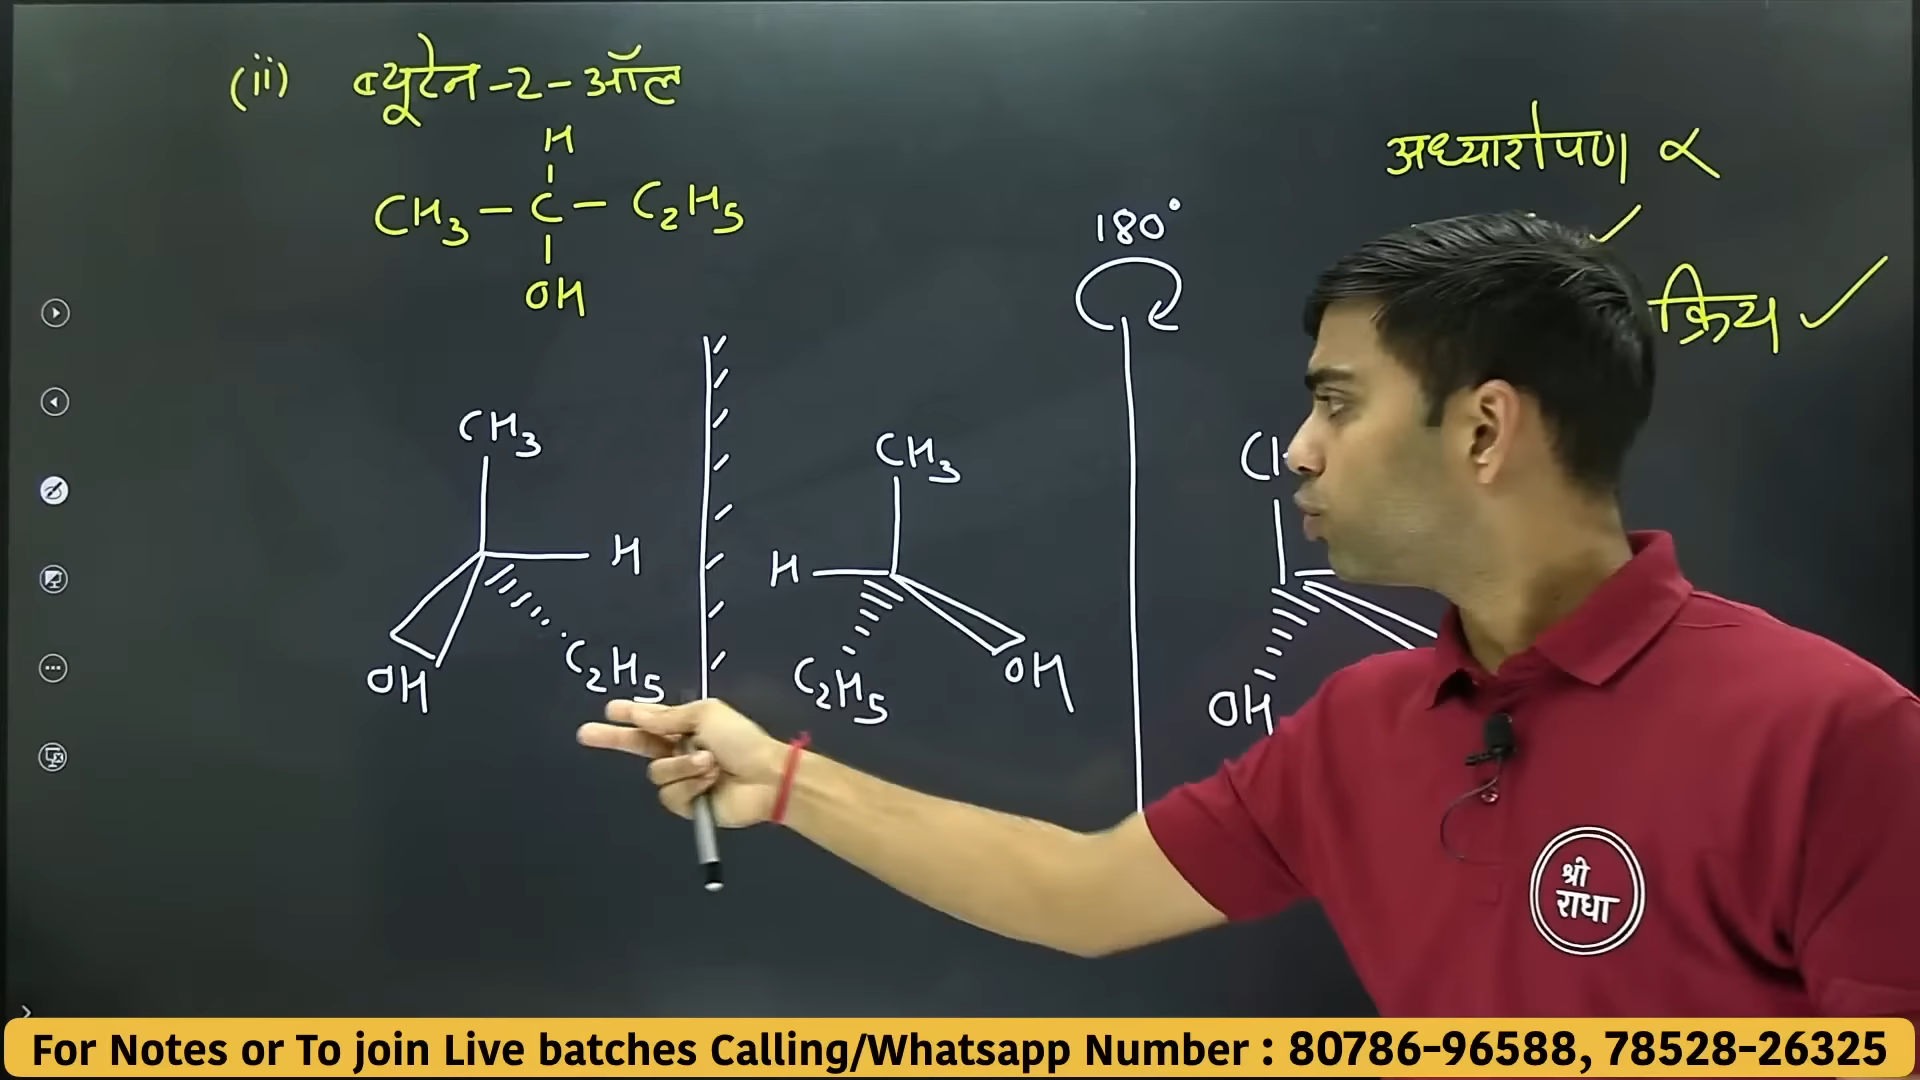 (ii) ब्यूटेन-2-ऑल
H
CH3 - C - C2H5
OH
अध्यारोपण ×
✓
क्रिय ✓
180°
CH3
H
OH
C2H5
CH3
H
C2H5
OH
OH
श्री
राधा
For Notes or To join Live batches Calling/Whatsapp Number : 80786-96588, 78528-26325